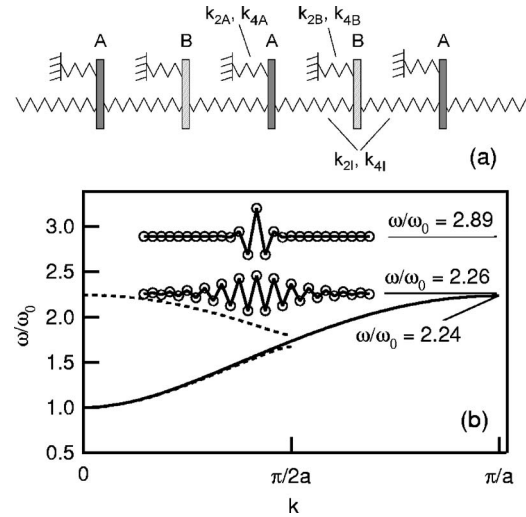 k2A, k4A
k2B, k4B
A
B
A
B
A
k2I, k4I
(a)
3.0
2.5
2.0
1.5
1.0
0.5
ω/ω0
ω/ω0 = 2.89
ω/ω0 = 2.26
ω/ω0 = 2.24
(b)
0
π/2a
π/a
k